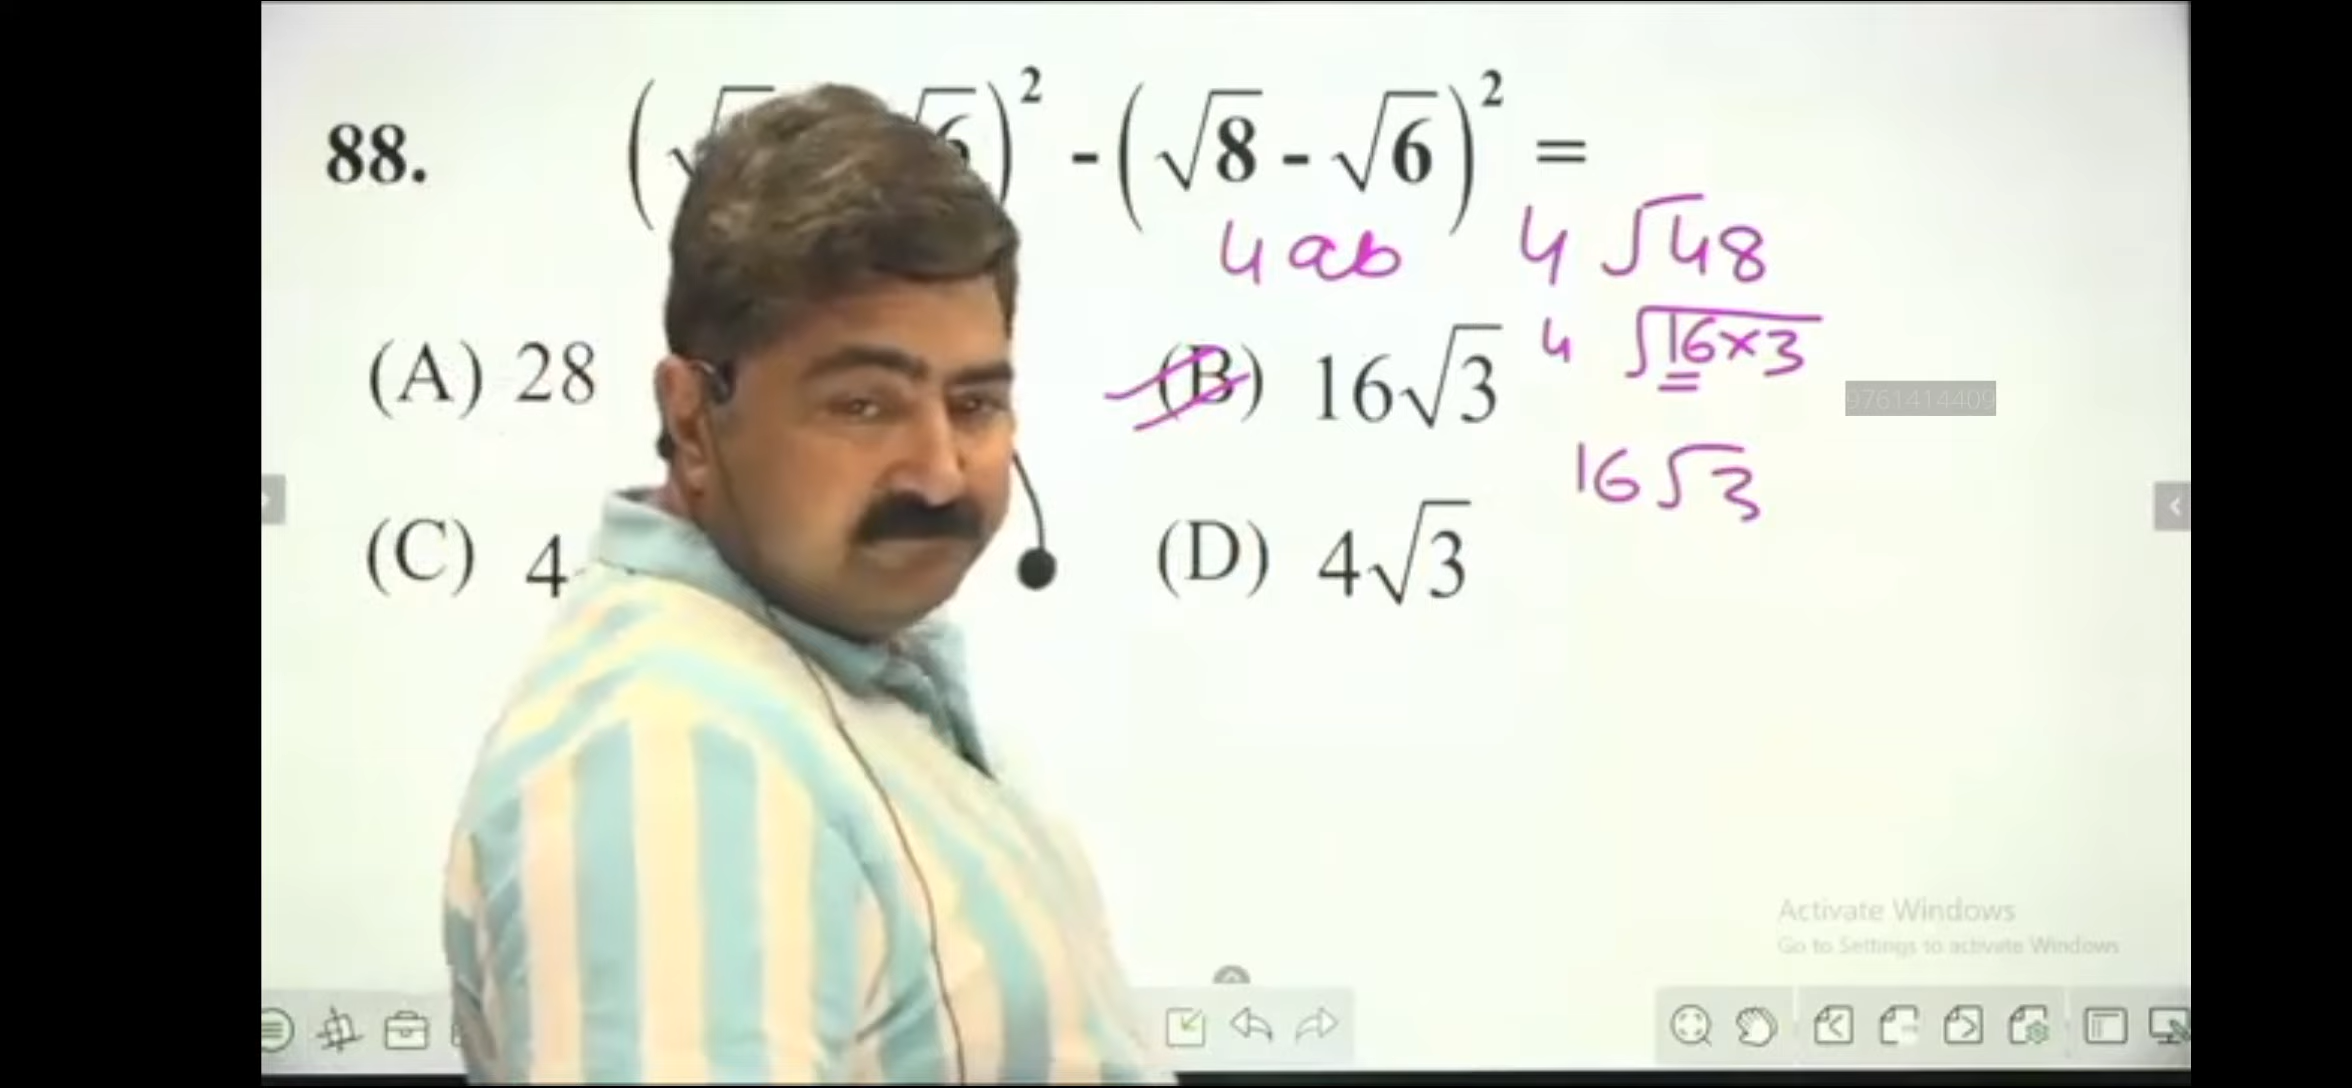 88. (√ √6)² - (√8 - √6)² =
4ab 4√48
(A) 28 (B) 16√3 4√16×3
9761414409
16√3
(C) 4 (D) 4√3
Activate Windows
Go to Settings to activate Windows